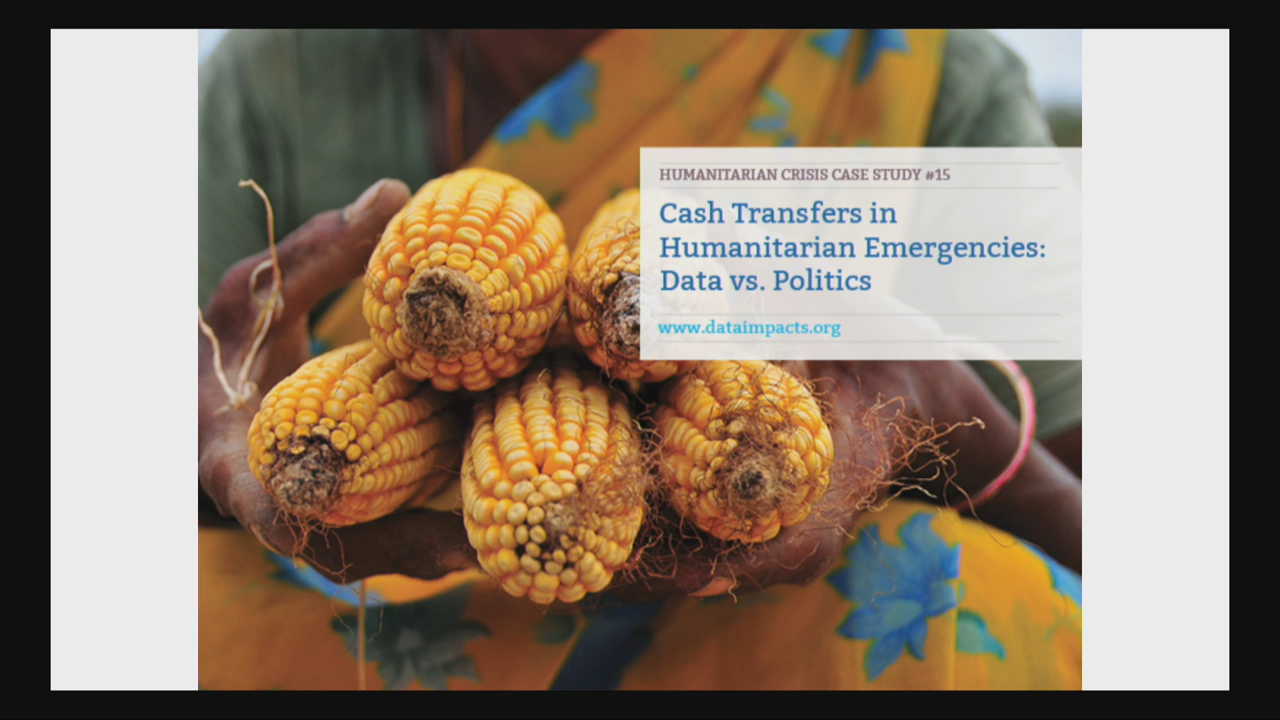 HUMANITARIAN CRISIS CASE STUDY #15
Cash Transfers in
Humanitarian Emergencies:
Data vs. Politics
www.dataimpacts.org